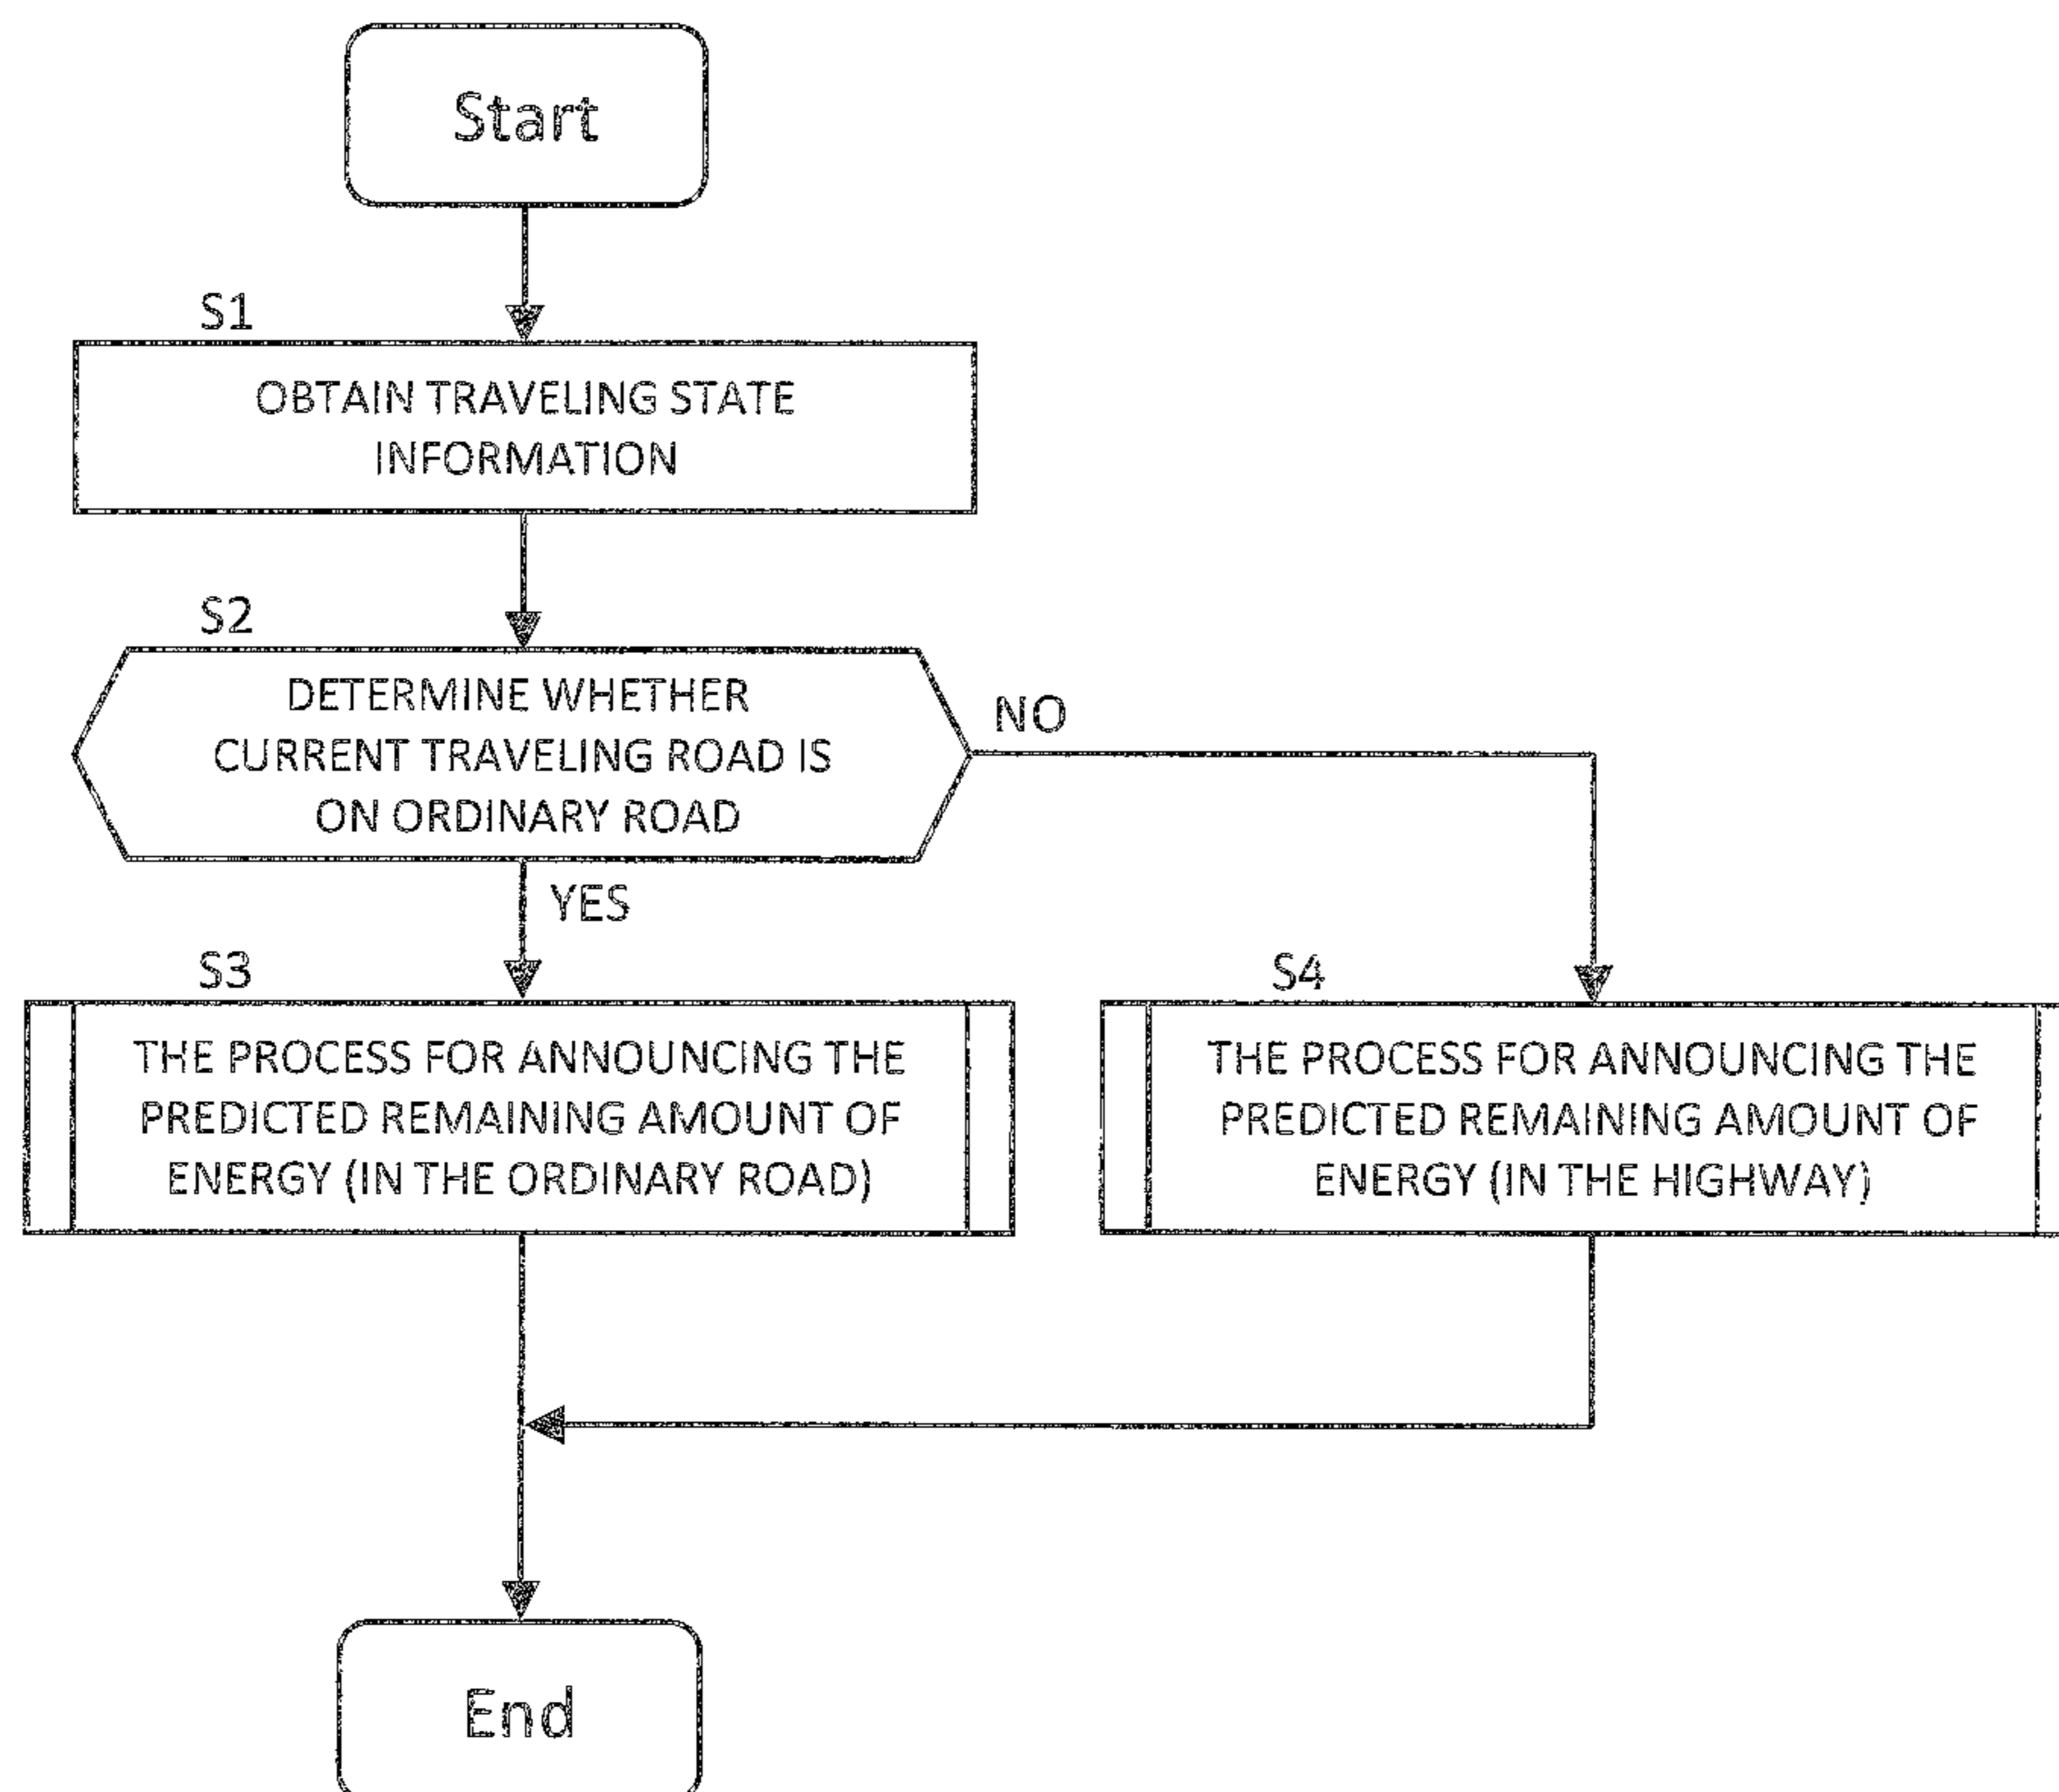 Start
S1
OBTAIN TRAVELING STATE
INFORMATION
S2
DETERMINE WHETHER
CURRENT TRAVELING ROAD IS
ON ORDINARY ROAD
NO
YES
S3
THE PROCESS FOR ANNOUNCING THE
PREDICTED REMAINING AMOUNT OF
ENERGY (IN THE ORDINARY ROAD)
S4
THE PROCESS FOR ANNOUNCING THE
PREDICTED REMAINING AMOUNT OF
ENERGY (IN THE HIGHWAY)
End